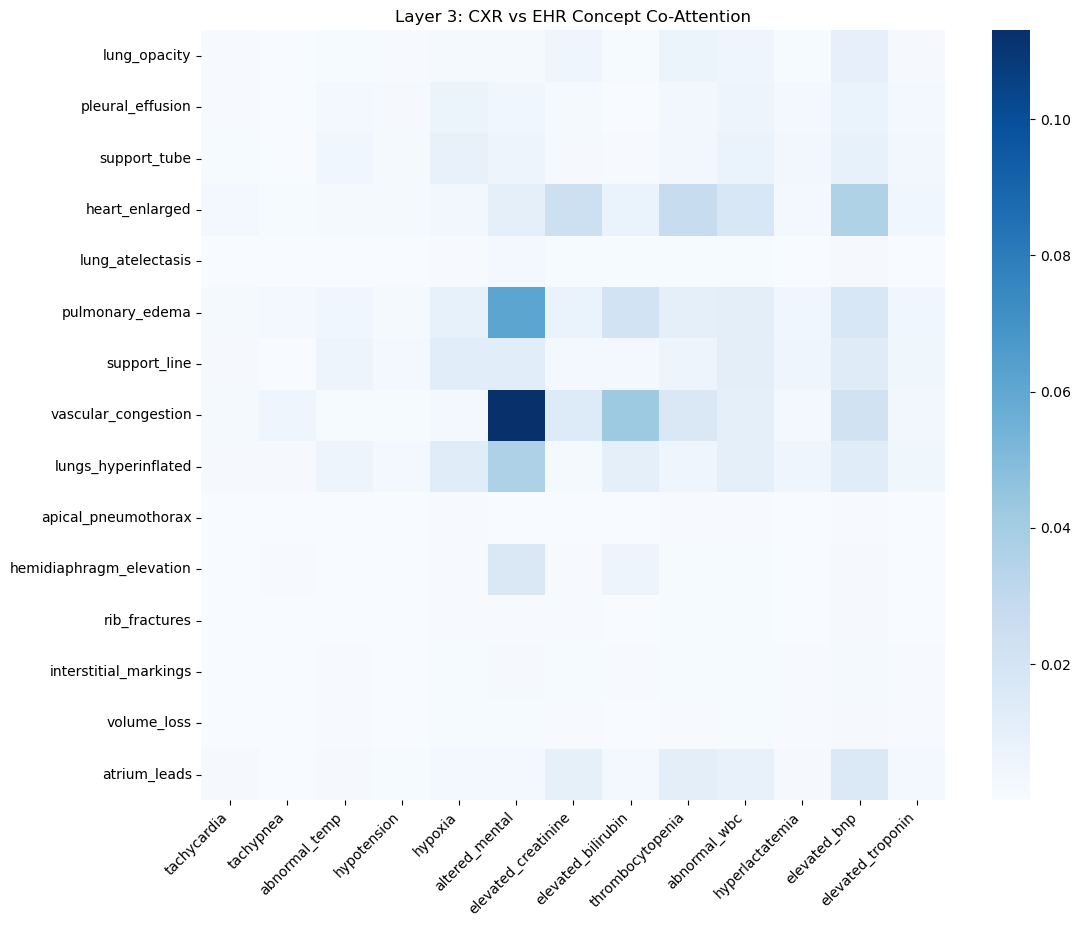 Layer 3: CXR vs EHR Concept Co-Attention
lung_opacity
pleural_effusion
support_tube
heart_enlarged
lung_atelectasis
pulmonary_edema
support_line
vascular_congestion
lungs_hyperinflated
apical_pneumothorax
hemidiaphragm_elevation
rib_fractures
interstitial_markings
volume_loss
atrium_leads
tachycardia
tachypnea
abnormal_temp
hypotension
hypoxia
altered_mental
elevated_creatinine
elevated_bilirubin
thrombocytopenia
abnormal_wbc
hyperlactatemia
elevated_bnp
elevated_troponin
0.10
0.08
0.06
0.04
0.02